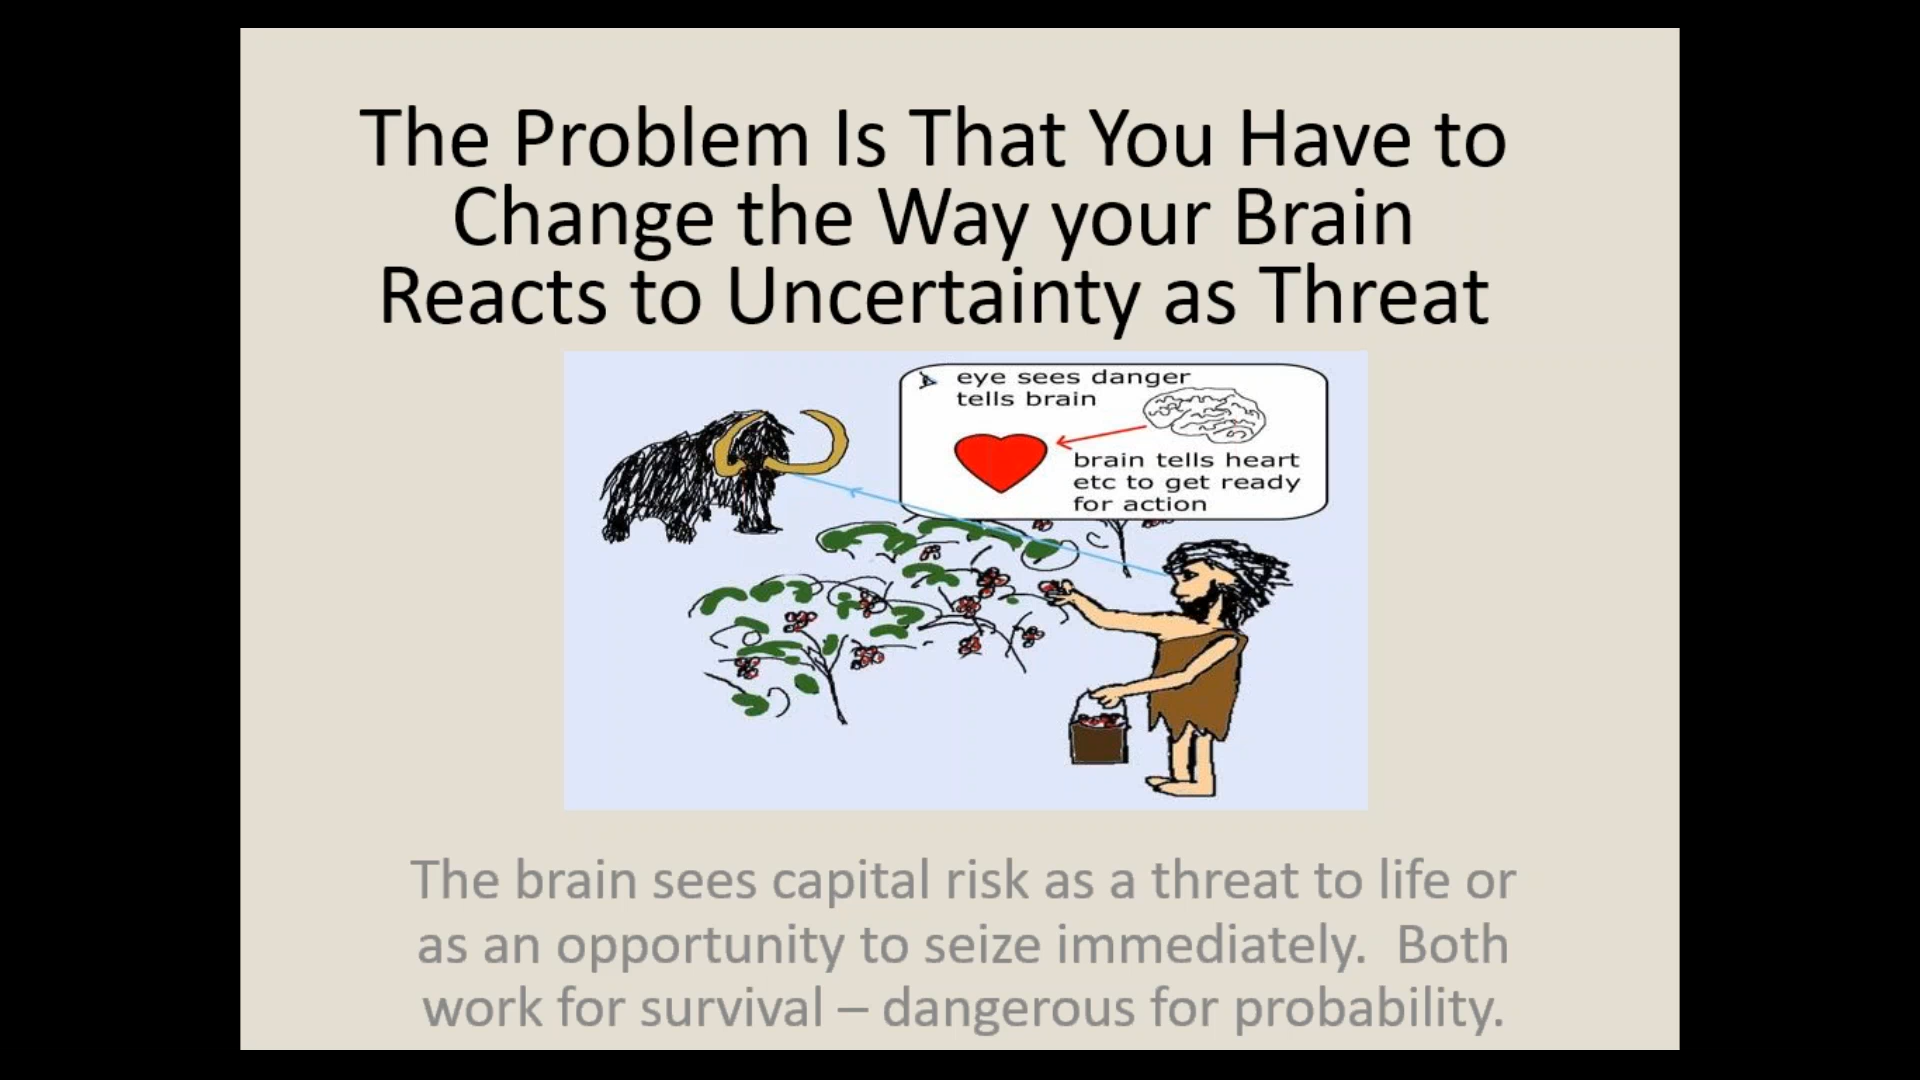 The Problem Is That You Have to
Change the Way your Brain
Reacts to Uncertainty as Threat
eye sees danger
tells brain
brain tells heart
etc to get ready
for action
The brain sees capital risk as a threat to life or
as an opportunity to seize immediately.  Both
work for survival – dangerous for probability.